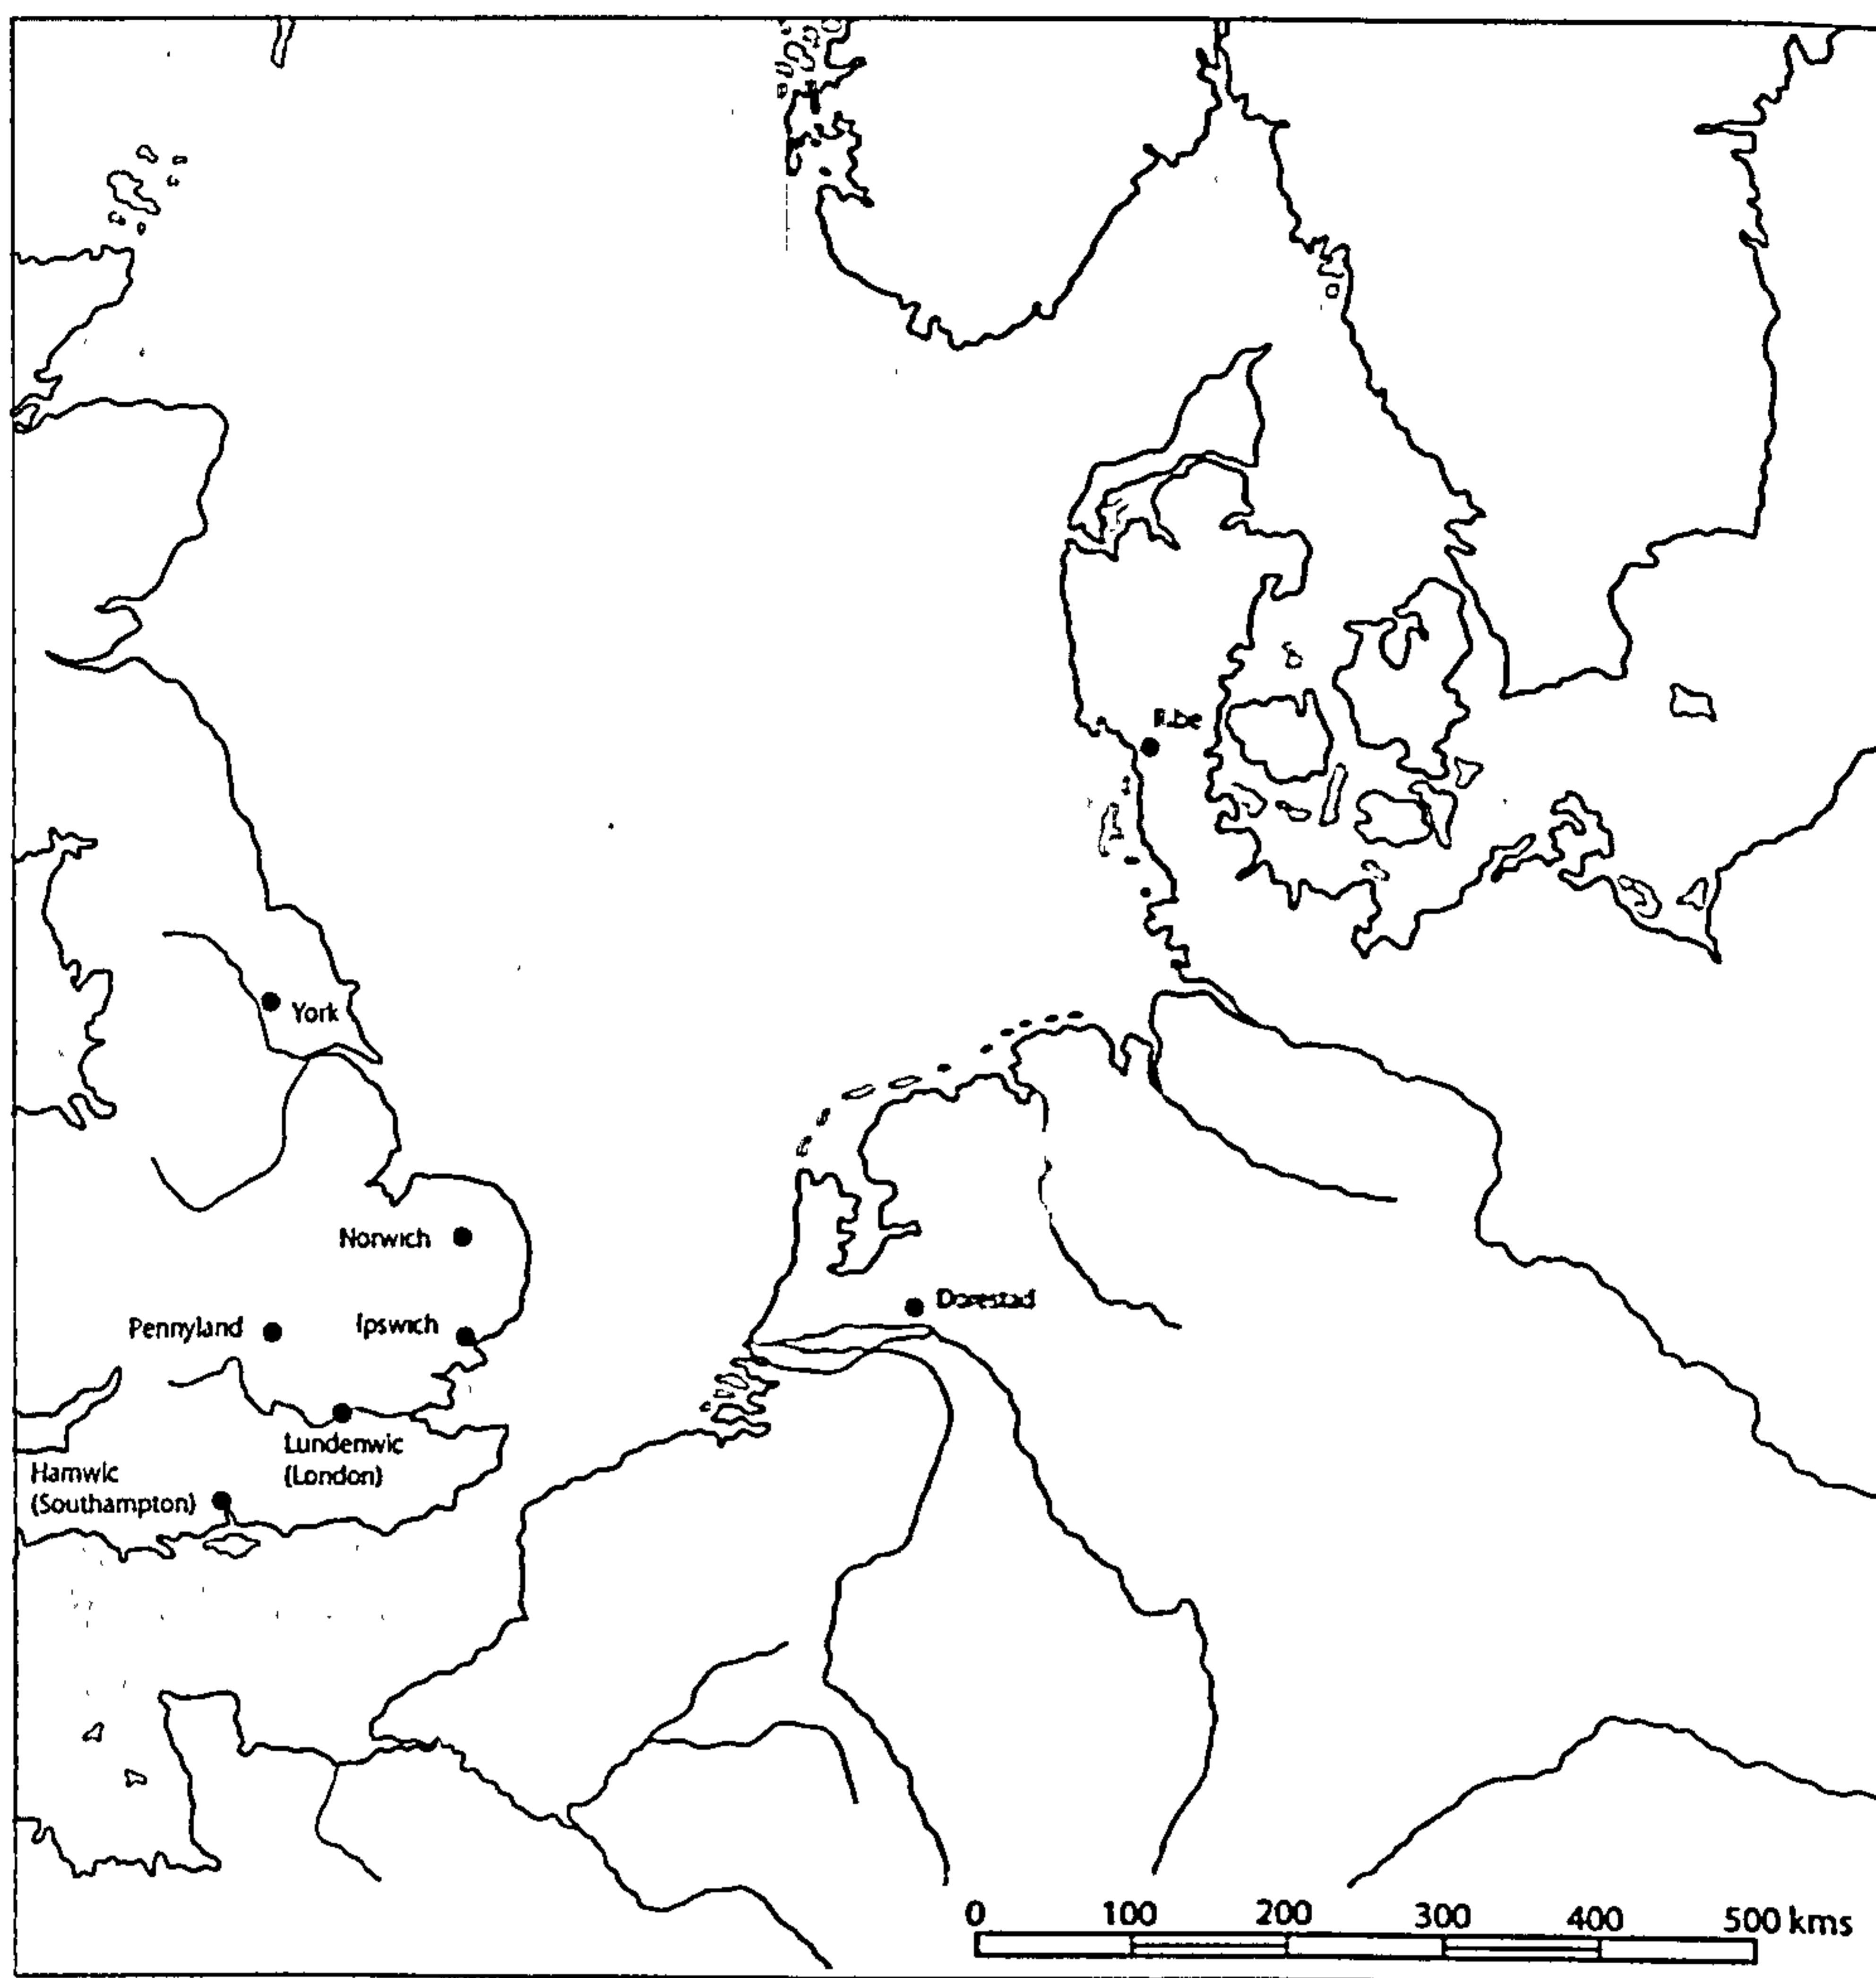 Ribe
York
Norwich
Dorestad
Pennyland
Ipswich
Lundenwic
(London)
Hamwic
(Southampton)
0 100 200 300 400 500 kms